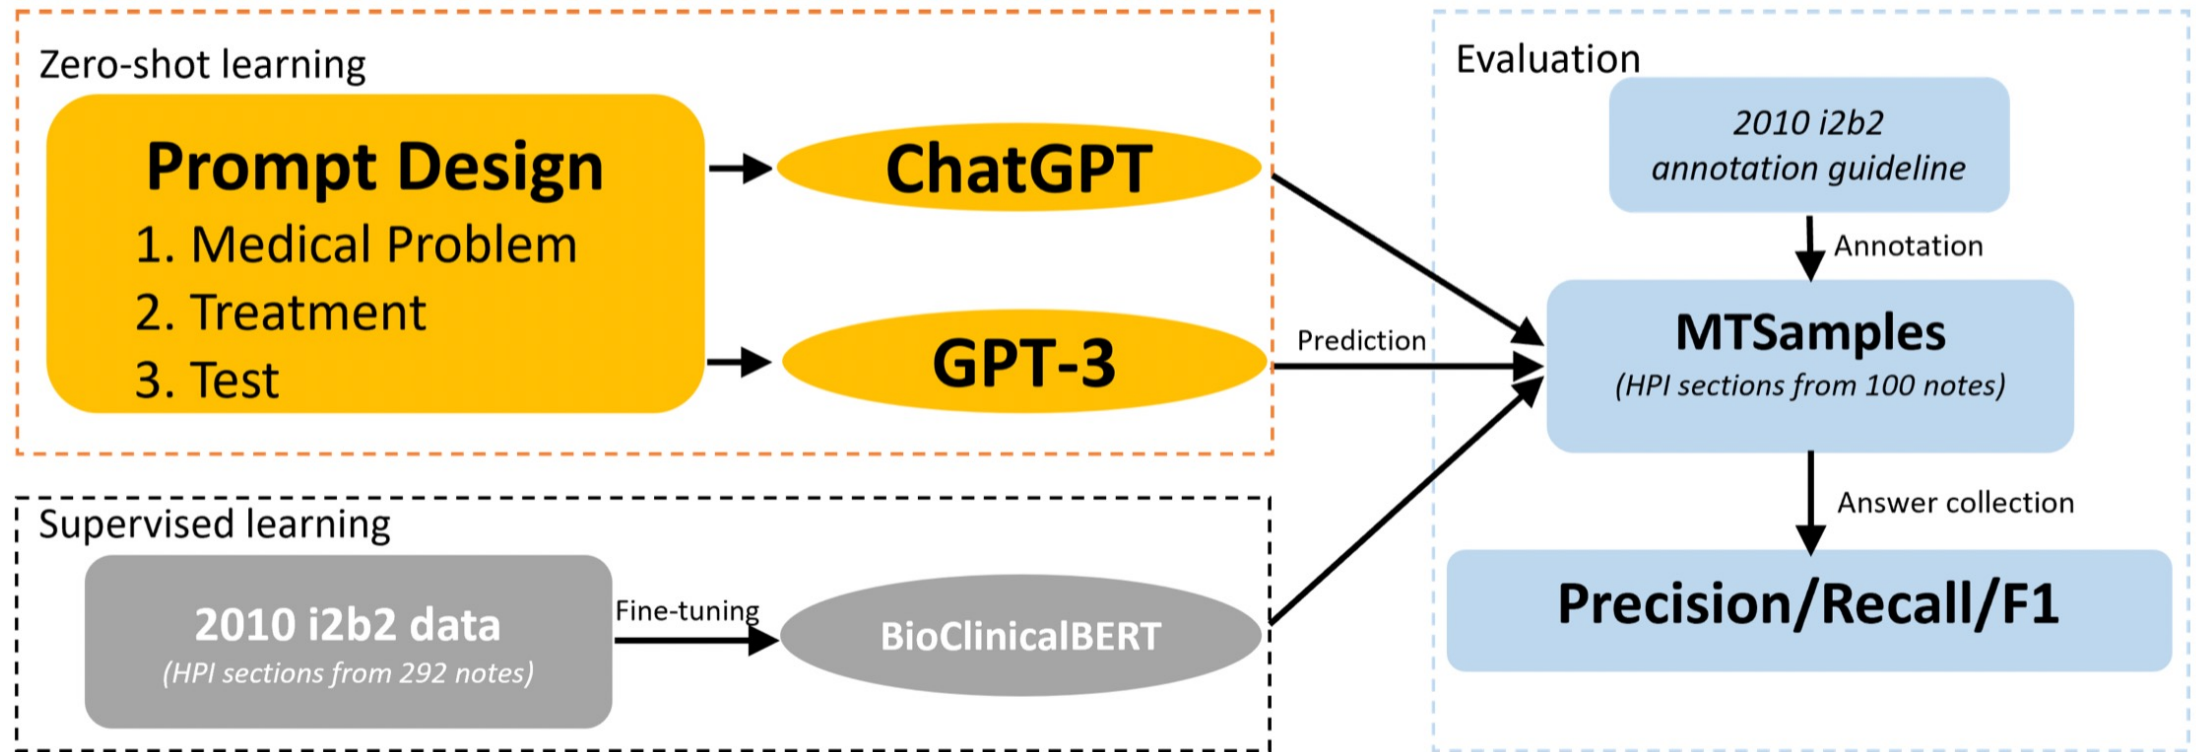 Zero-shot learning
Prompt Design
1. Medical Problem
2. Treatment
3. Test
ChatGPT
GPT-3
Prediction
Supervised learning
2010 i2b2 data
(HPI sections from 292 notes)
Fine-tuning
BioClinicalBERT
Evaluation
2010 i2b2
annotation guideline
Annotation
MTSamples
(HPI sections from 100 notes)
Answer collection
Precision/Recall/F1